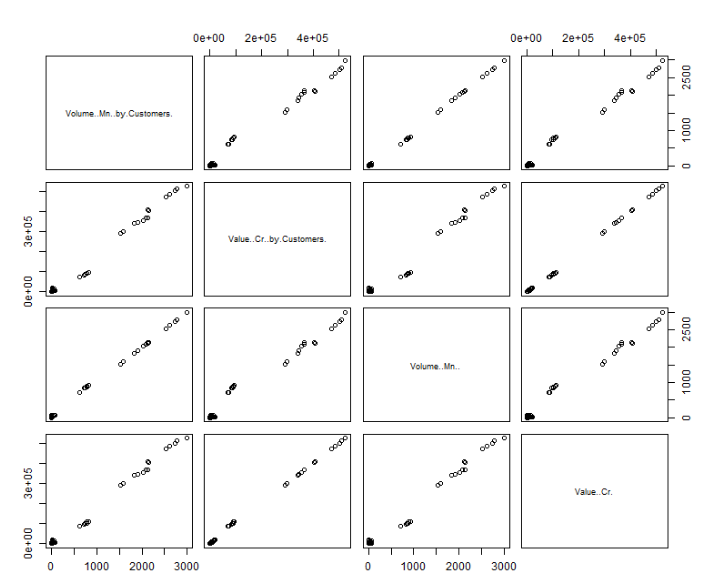 0e+00 2e+05 4e+05 0e+00 2e+05 4e+05
Volume..Mn..by.Customers.
0 1000 2500
0e+00 3e+05
Value..Cr..by.Customers.
Volume..Mn..
0 1000 2500
0e+00 3e+05
Value..Cr.
0 1000 2000 3000 0 1000 2000 3000